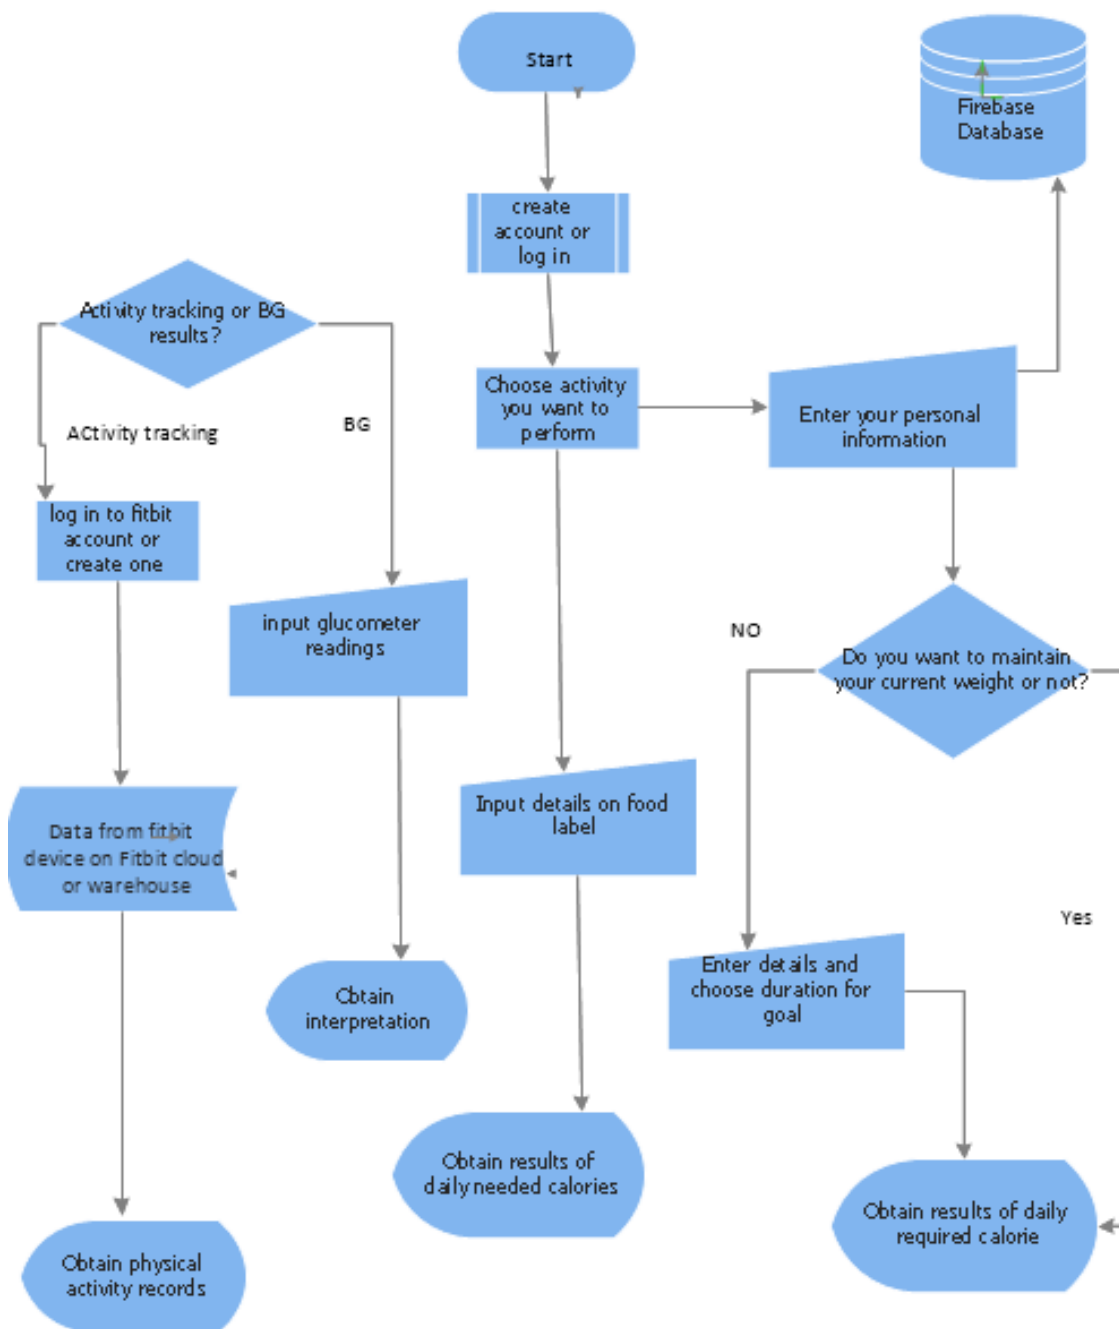 Start
Firebase
Database
create
account or
log in
Activity tracking or BG
results?
Choose activity
you want to
perform
Enter your personal
information
ACtivity tracking
BG
log in to fitbit
account or
create one
input glucometer
readings
NO
Do you want to maintain
your current weight or not?
Input details on food
label
Data from fitbit
device on Fitbit cloud
or warehouse
Yes
Enter details and
choose duration for
goal
Obtain
interpretation
Obtain results of
daily needed calories
Obtain results of daily
required calorie
Obtain physical
activity records